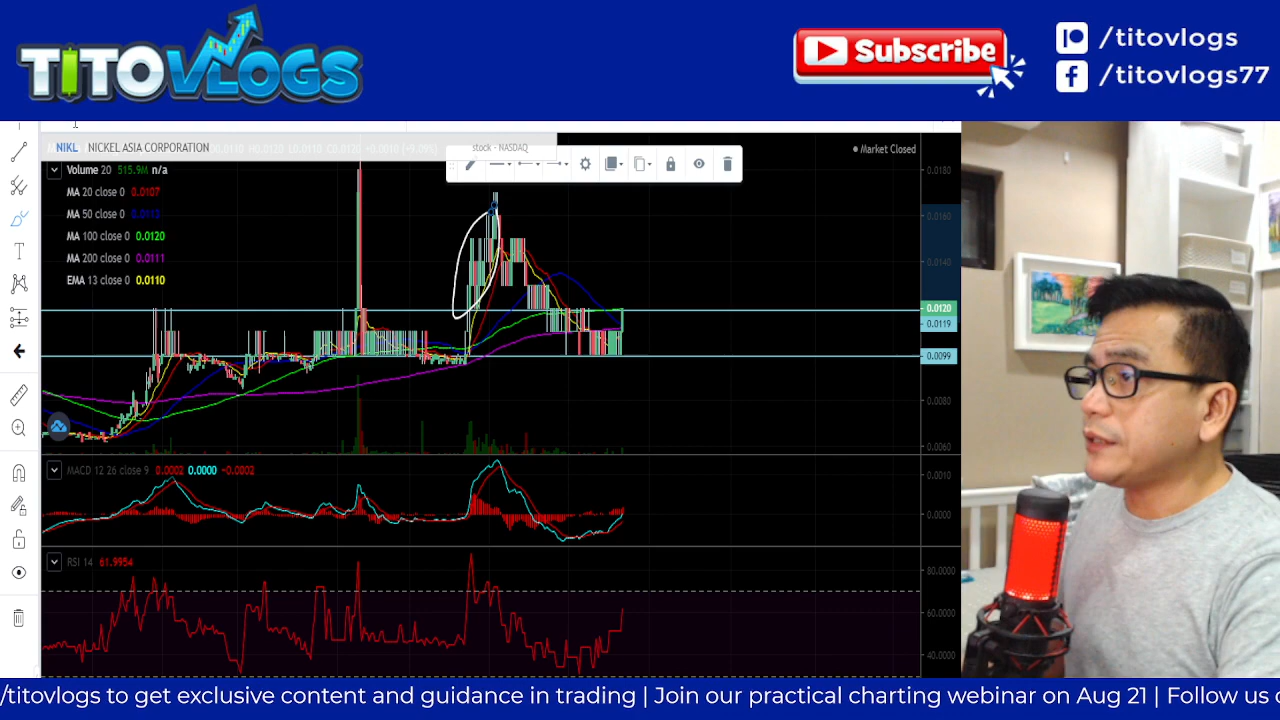 TITOVLOGS
Subscribe
/titovlogs
/titovlogs77
NIKL NICKEL ASIA CORPORATION
stock - NASDAQ
Market Closed
Volume 20 515.9M n/a
MA 20 close 0 0.0107
MA 50 close 0 0.0113
MA 100 close 0 0.0120
MA 200 close 0 0.0111
EMA 13 close 0 0.0110
0.0180
0.0160
0.0140
0.0120
0.0119
0.0099
0.0080
0.0060
MACD 12 26 close 9 0.0002 0.0000 -0.0002
0.0010
0.0000
RSI 14 61.9954
80.0000
60.0000
40.0000
/titovlogs to get exclusive content and guidance in trading | Join our practical charting webinar on Aug 21 | Follow us